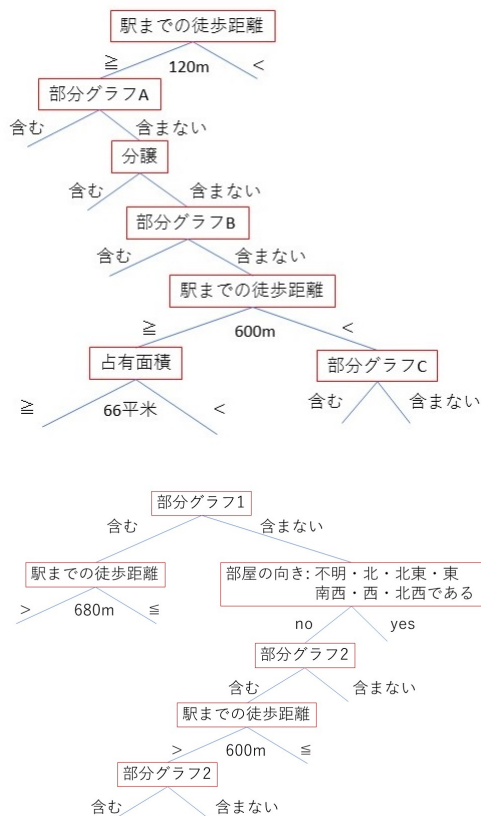 駅までの徒歩距離
≧ 120m <
部分グラフA
含む 含まない
分譲
含む 含まない
部分グラフB
含む 含まない
駅までの徒歩距離
≧ 600m <
占有面積 部分グラフC
≧ 66平米 < 含む 含まない
部分グラフ1
含む 含まない
駅までの徒歩距離 部屋の向き: 不明・北・北東・東
南西・西・北西である
> 680m ≦
no yes
部分グラフ2
含む 含まない
駅までの徒歩距離
> 600m ≦
部分グラフ2
含む 含まない